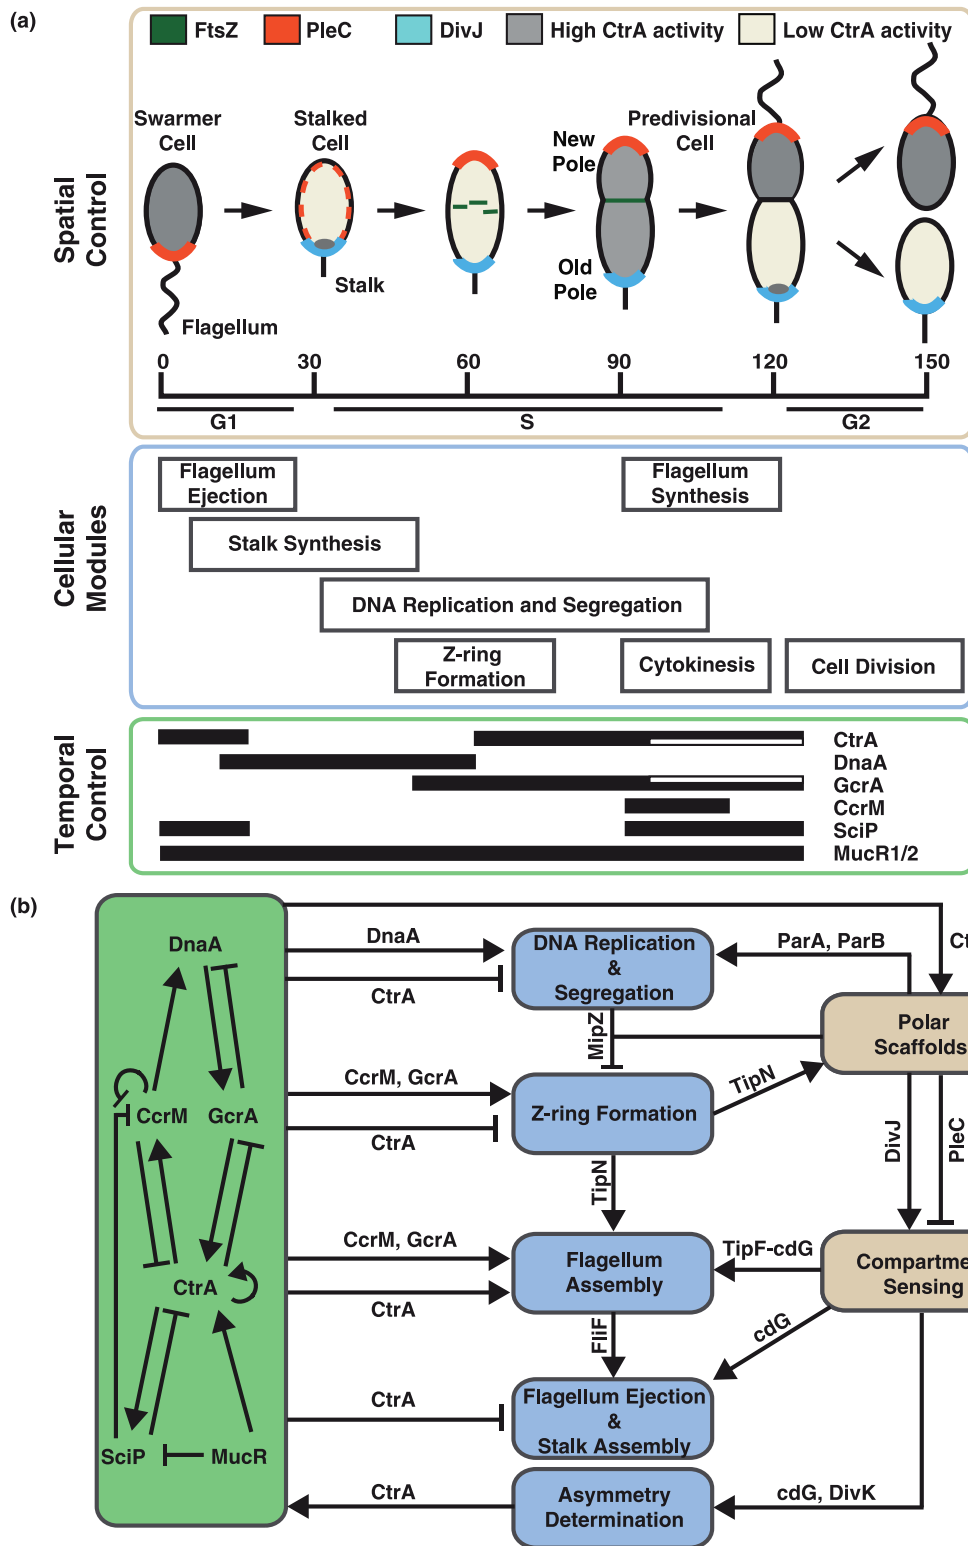 (a)
FtsZ
PleC
DivJ
High CtrA activity
Low CtrA activity
Spatial
Control
Swarmer
Cell
Stalked
Cell
New
Pole
Predivisional
Cell
Old
Pole
Stalk
Flagellum
0
30
60
90
120
150
G1
S
G2
Cellular
Modules
Flagellum
Ejection
Flagellum
Synthesis
Stalk Synthesis
DNA Replication and Segregation
Z-ring
Formation
Cytokinesis
Cell Division
Temporal
Control
CtrA
DnaA
GcrA
CcrM
SciP
MucR1/2
(b)
DnaA
CcrM
GcrA
CtrA
SciP
MucR
DnaA
CtrA
DNA Replication
&
Segregation
ParA, ParB
Polar
Scaffolds
MipZ
CcrM, GcrA
CtrA
Z-ring Formation
TipN
DivJ
PleC
TipN
CcrM, GcrA
CtrA
Flagellum
Assembly
TipF-cdG
Sensing
FliF
cdG
CtrA
Flagellum Ejection
&
Stalk Assembly
CtrA
Asymmetry
Determination
cdG, DivK